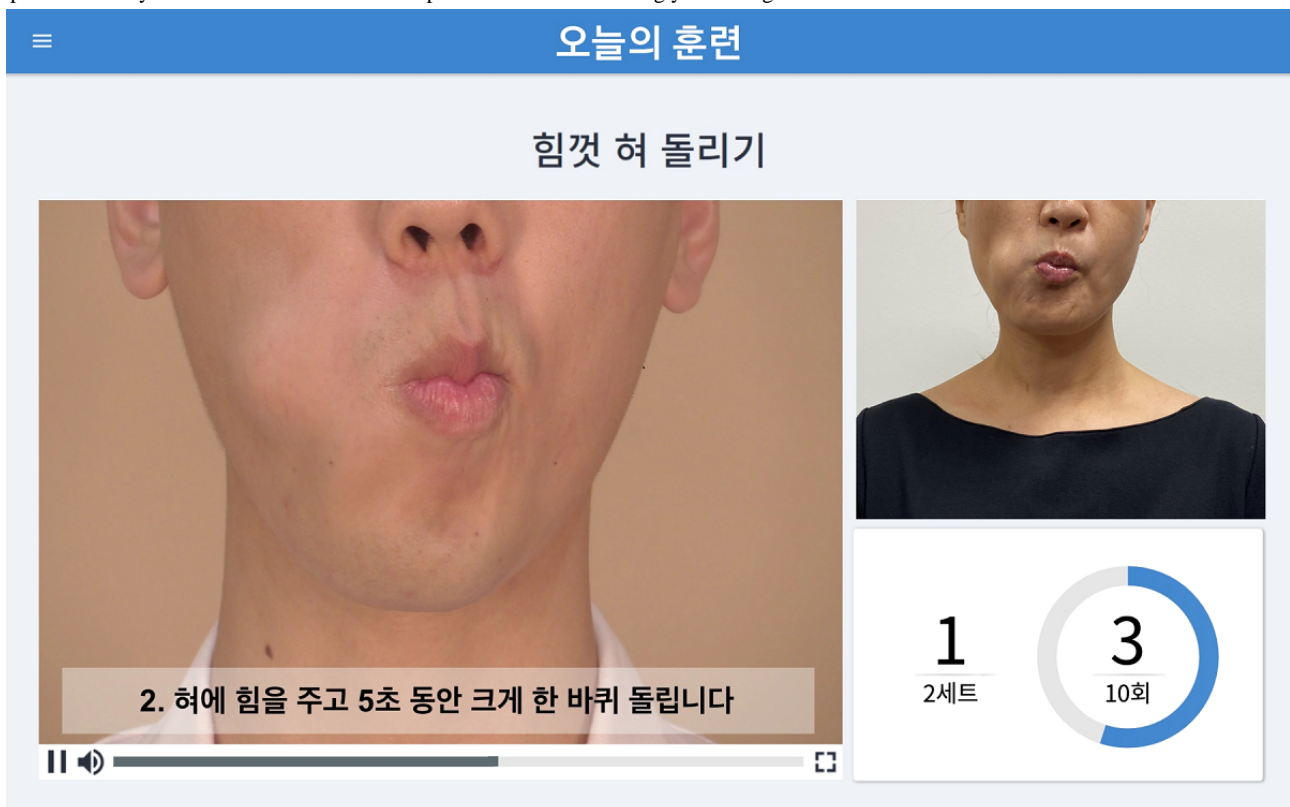 오늘의 훈련
힘껏 혀 돌리기
2. 혀에 힘을 주고 5초 동안 크게 한 바퀴 돌립니다
1
2세트
3
10회